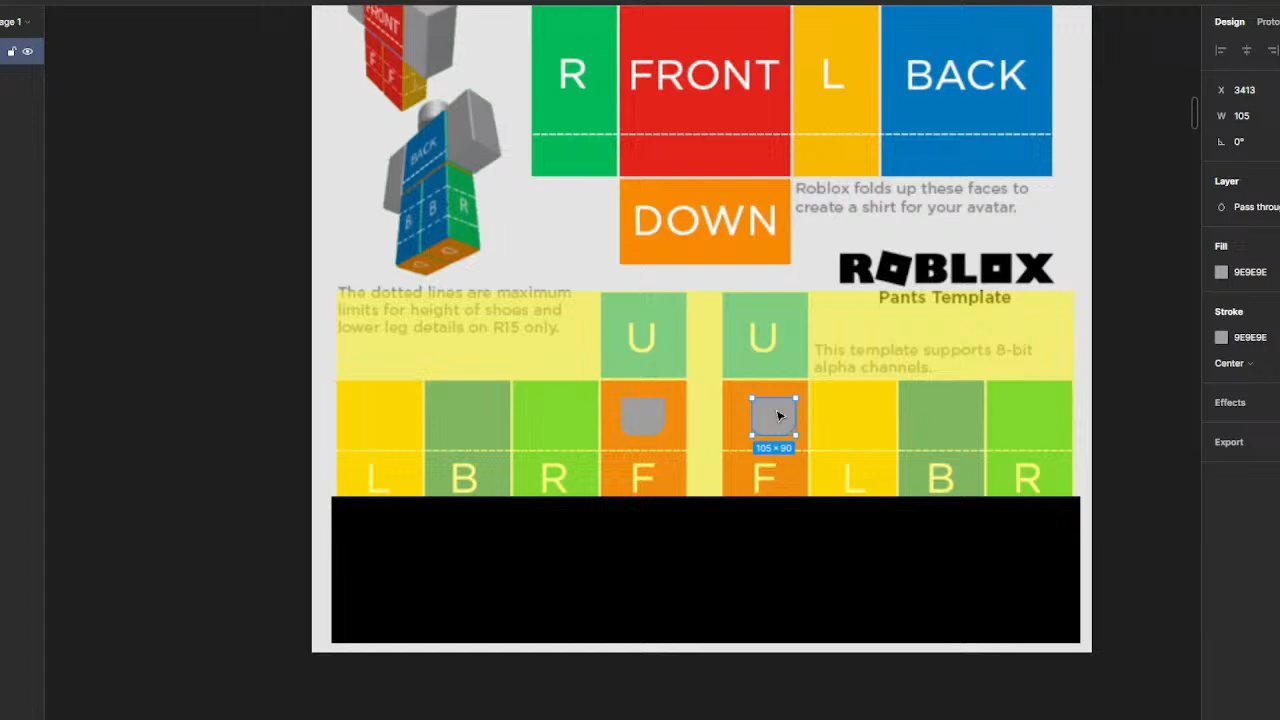 age 1
Design Proto
FRONT
F F
R FRONT L BACK
X 3413
W 105
0°
BACK
B B R
Layer
Pass throu
DOWN
Roblox folds up these faces to
create a shirt for your avatar.
ROBLOX
Pants Template
Fill
9E9E9E
The dotted lines are maximum
limits for height of shoes and
lower leg details on R15 only.
U U
This template supports 8-bit
alpha channels.
Stroke
9E9E9E
Center
Effects
Export
105 × 90
L B R F F L B R